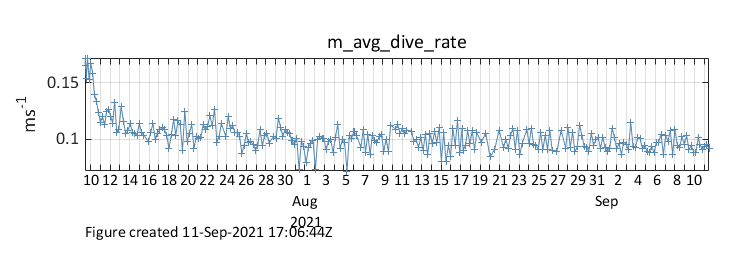 m_avg_dive_rate
0.15
0.1
ms-1
10 12 14 16 18 20 22 24 26 28 30 1 3 5 7 9 11 13 15 17 19 21 23 25 27 29 31 2 4 6 8 10
Aug Sep
2021
Figure created 11-Sep-2021 17:06:44Z